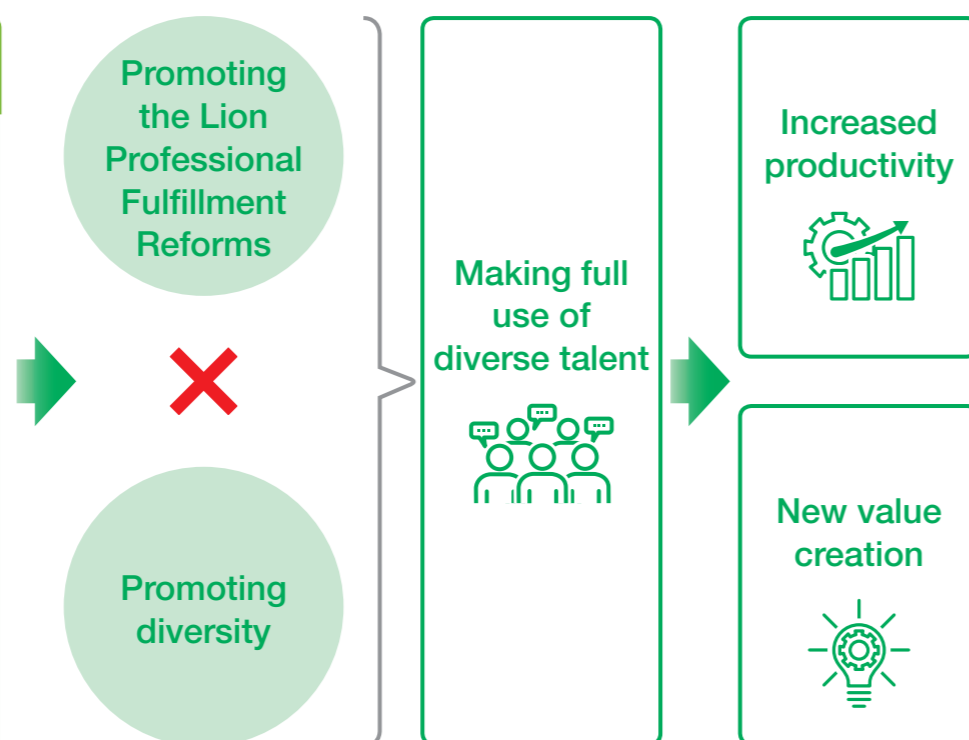 Promoting
the Lion
Professional
Fulfillment
Reforms
Promoting
diversity
Making full
use of
diverse talent
Increased
productivity
New value
creation